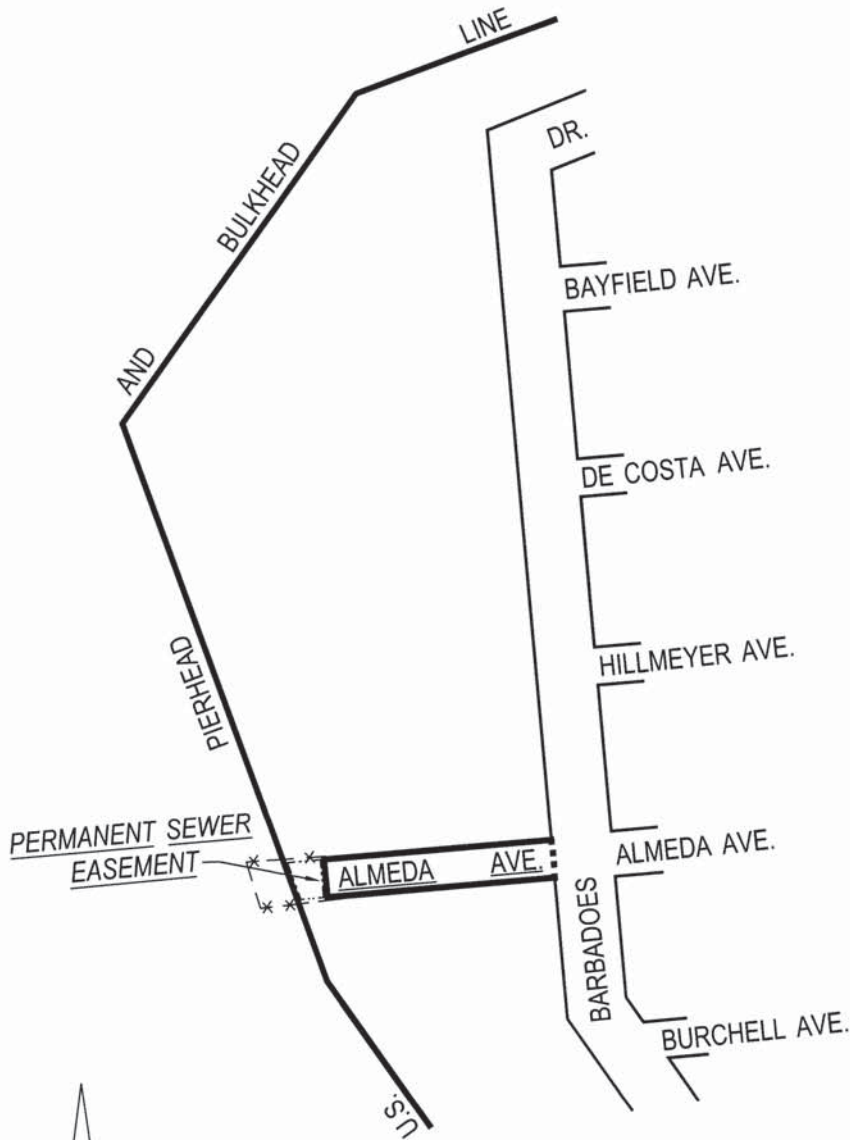 LINE
BULKHEAD
AND
PIERHEAD
U.S.
DR.
BAYFIELD AVE.
DE COSTA AVE.
HILLMEYER AVE.
PERMANENT SEWER
EASEMENT
ALMEDA AVE.
ALMEDA AVE.
BARBADOES
BURCHELL AVE.